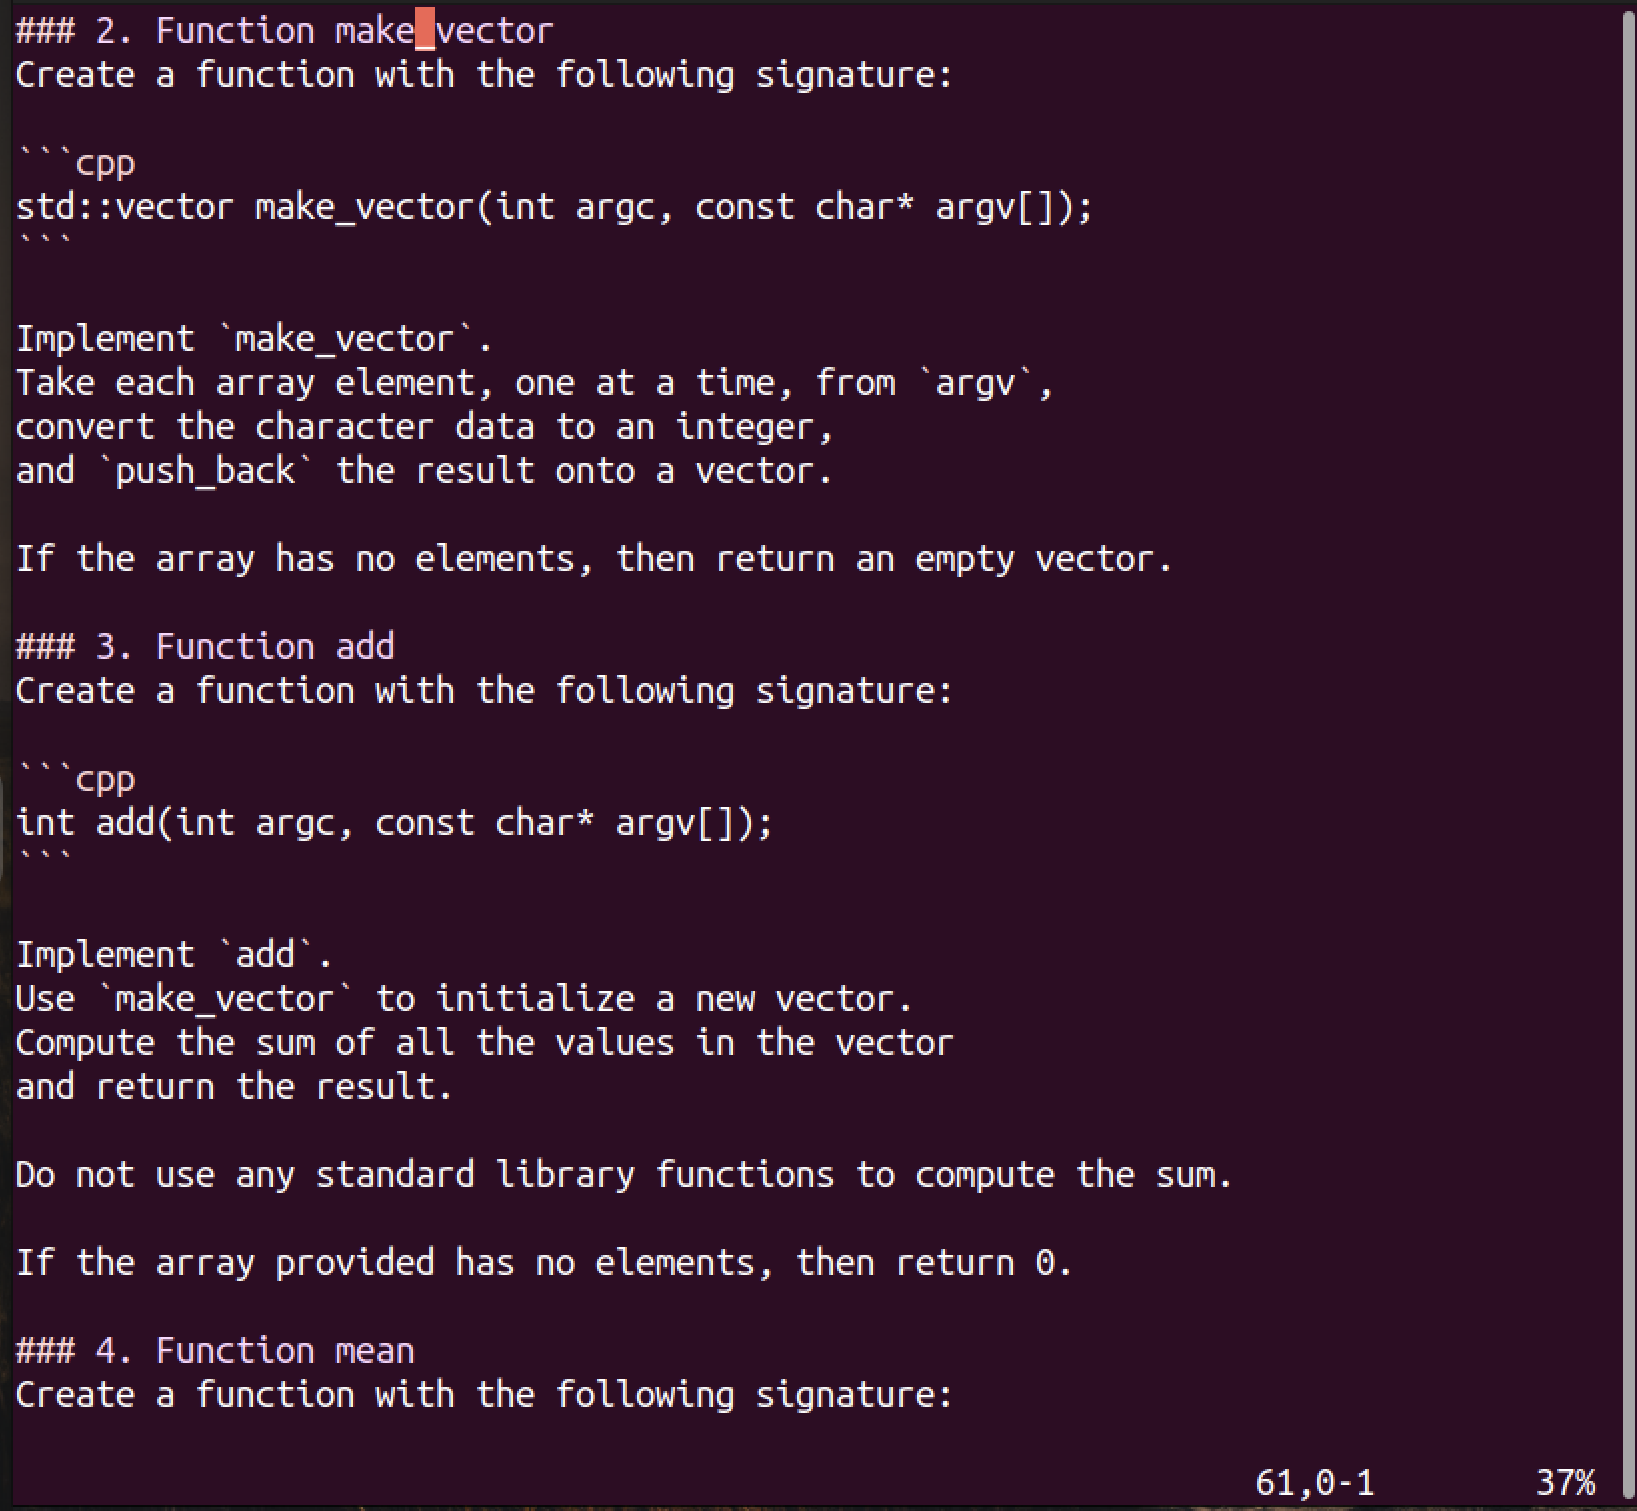 ### 2. Function make_vector
Create a function with the following signature:
```cpp
std::vector make_vector(int argc, const char* argv[]);
```
Implement `make_vector`.
Take each array element, one at a time, from `argv`,
convert the character data to an integer,
and `push_back` the result onto a vector.
If the array has no elements, then return an empty vector.
### 3. Function add
Create a function with the following signature:
```cpp
int add(int argc, const char* argv[]);
```
Implement `add`.
Use `make_vector` to initialize a new vector.
Compute the sum of all the values in the vector
and return the result.
Do not use any standard library functions to compute the sum.
If the array provided has no elements, then return 0.
### 4. Function mean
Create a function with the following signature:
61,0-1 37%